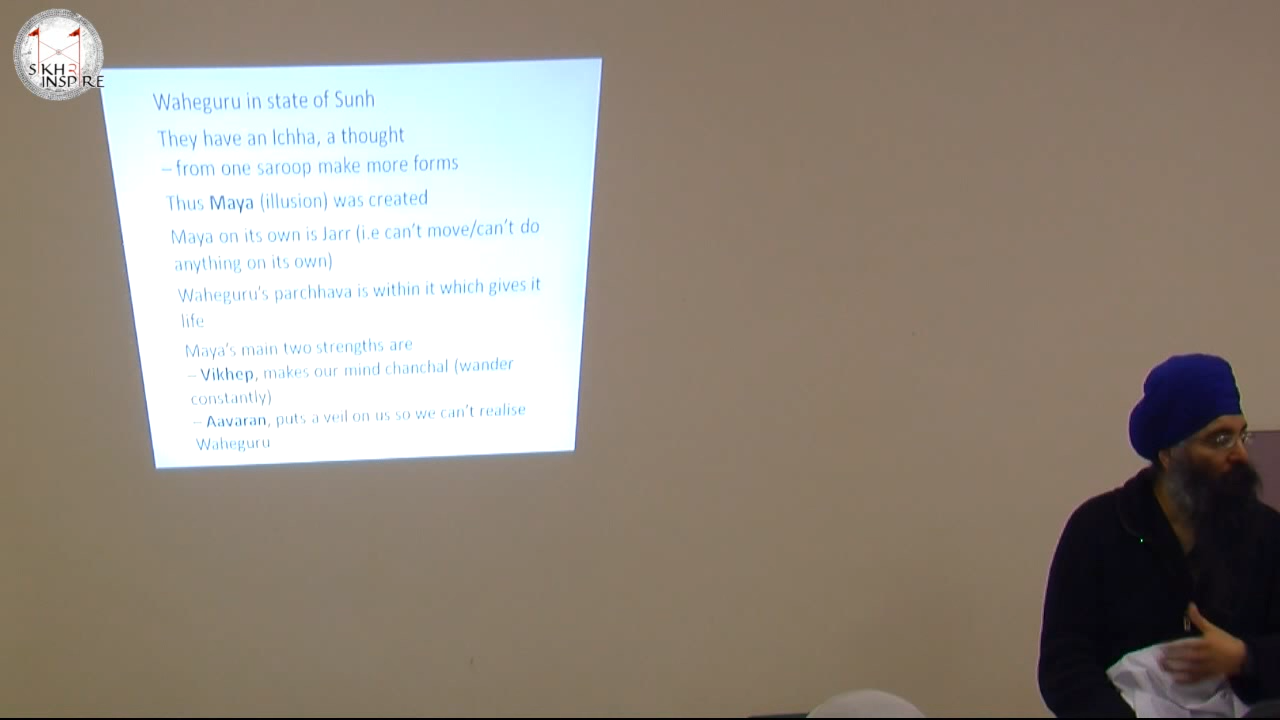 SIKHR
INSPIRE
Waheguru in state of Sunh
They have an Ichha, a thought
– from one saroop make more forms
Thus Maya (illusion) was created
Maya on its own is Jarr (i.e can't move/can't do
anything on its own)
Waheguru's parchhava is within it which gives it
life
Maya's main two strengths are
– Vikhep, makes our mind chanchal (wander
constantly)
– Aavaran, puts a veil on us so we can't realise
Waheguru